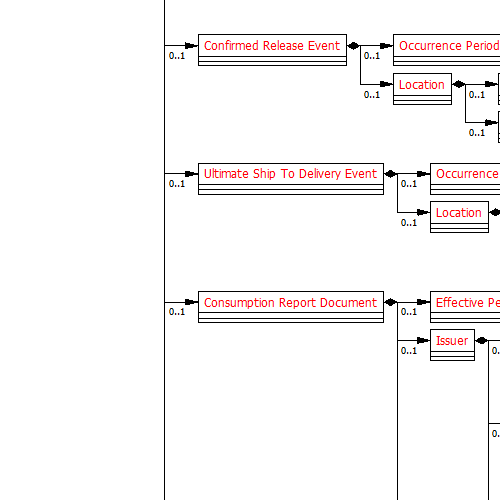 Confirmed Release Event
Occurrence Period
0..1
0..1
Location
0..1
0..1
0..1
Ultimate Ship To Delivery Event
Occurrence
0..1
0..1
Location
0..1
Consumption Report Document
Effective Pe
0..1
0..1
Issuer
0..1
0.
0.